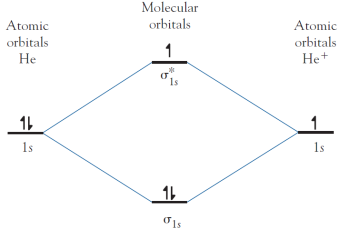 Molecular
orbitals
Atomic
orbitals
He
Atomic
orbitals
He+
σ*1s
1s
1s
σ1s